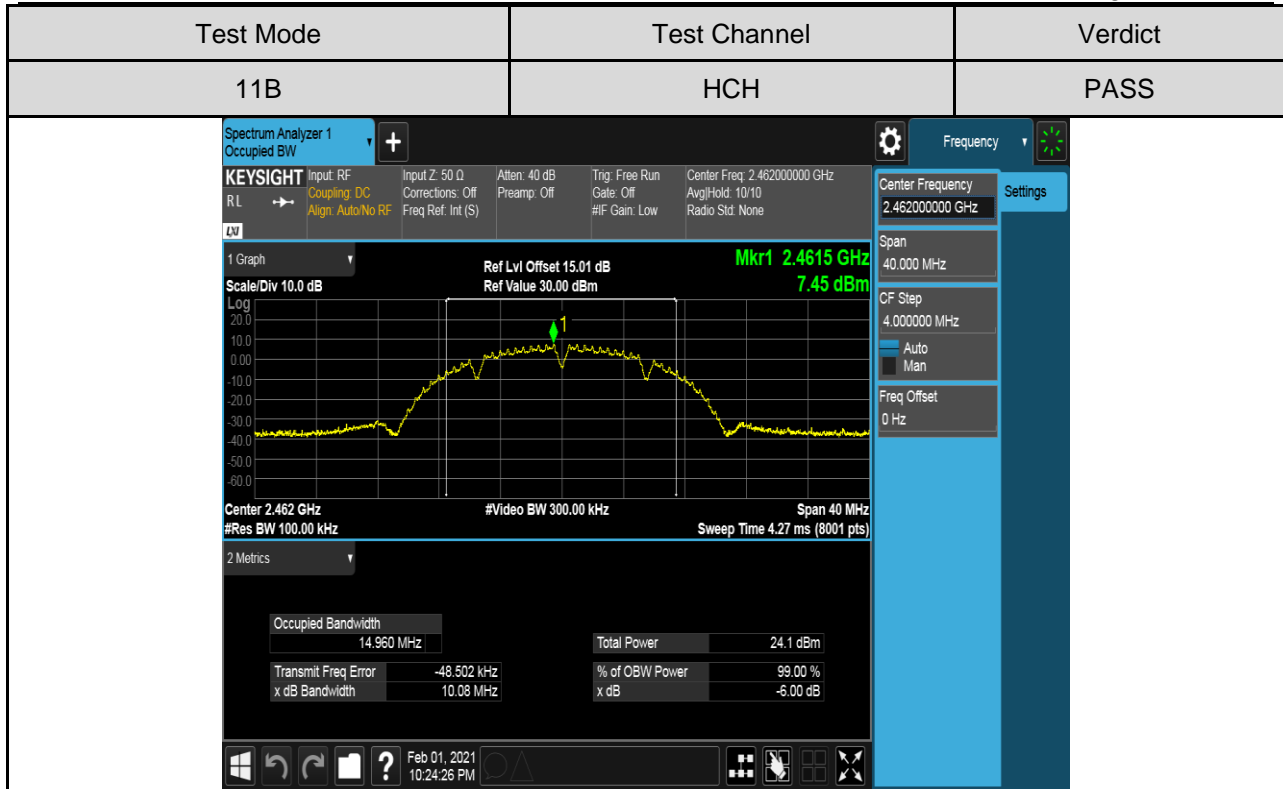 Test Mode Test Channel Verdict
11B HCH PASS
Spectrum Analyzer 1
Occupied BW
+
Frequency
KEYSIGHT Input: RF Input Z: 50 Ω Atten: 40 dB Trig: Free Run Center Freq: 2.462000000 GHz
RL Coupling: DC Corrections: Off Preamp: Off Gate: Off Avg|Hold: 10/10
Align: Auto/No RF Freq Ref: Int (S) #IF Gain: Low Radio Std: None
LXI
Center Frequency
2.462000000 GHz
Settings
Span
40.000 MHz
CF Step
4.000000 MHz
Auto
Man
Freq Offset
0 Hz
1 Graph Ref Lvl Offset 15.01 dB Mkr1 2.4615 GHz
Scale/Div 10.0 dB Ref Value 30.00 dBm 7.45 dBm
Log
20.0
10.0
0.00
-10.0
-20.0
-30.0
-40.0
-50.0
-60.0
1
Center 2.462 GHz #Video BW 300.00 kHz Span 40 MHz
#Res BW 100.00 kHz Sweep Time 4.27 ms (8001 pts)
2 Metrics
Occupied Bandwidth
14.960 MHz Total Power 24.1 dBm
Transmit Freq Error -48.502 kHz % of OBW Power 99.00 %
x dB Bandwidth 10.08 MHz x dB -6.00 dB
? Feb 01, 2021
10:24:26 PM